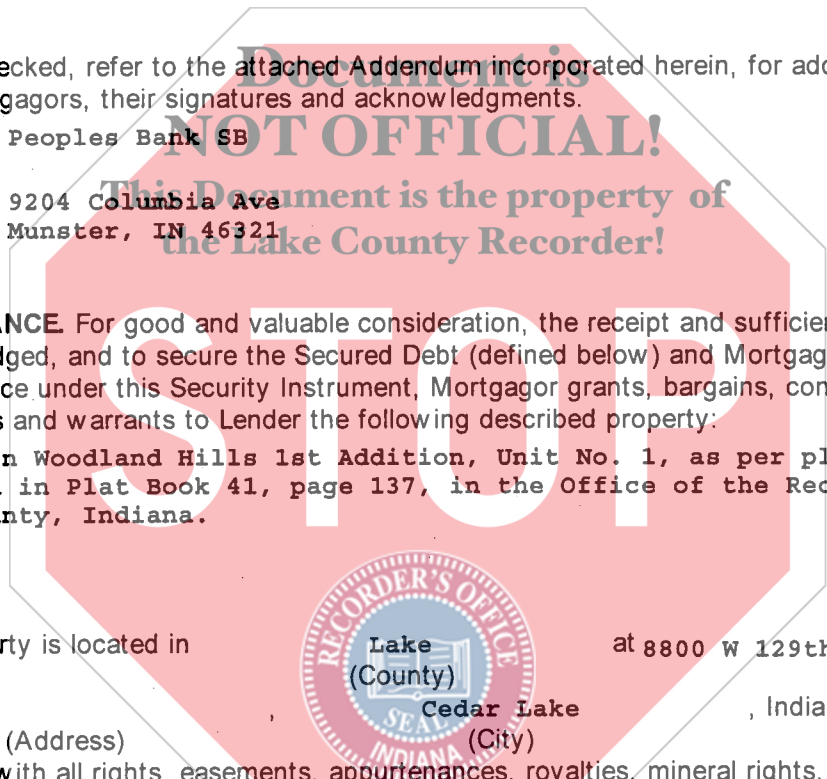 ecked, refer to the attached Addendum incorporated herein, for add
gagors, their signatures and acknowledgments.
Document is
NOT OFFICIAL!
This Document is the property of
the Lake County Recorder!
Peoples Bank SB
9204 Columbia Ave
Munster, IN 46321
ANCE. For good and valuable consideration, the receipt and sufficien
dged, and to secure the Secured Debt (defined below) and Mortgag
ce under this Security Instrument, Mortgagor grants, bargains, con
s and warrants to Lender the following described property:
STOP
n Woodland Hills 1st Addition, Unit No. 1, as per pl
in Plat Book 41, page 137, in the Office of the Rec
nty, Indiana.
RECORDER'S OFFICE
SEAL
INDIANA
rty is located in Lake at 8800 W 129th
(County)
, Cedar Lake , India
(Address) (City)
with all rights, easements, appurtenances, royalties, mineral rights,